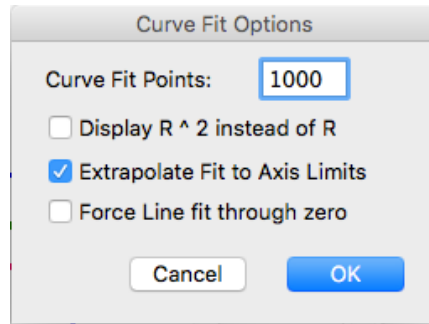 Curve Fit Options
Curve Fit Points: 1000
Display R ^ 2 instead of R
Extrapolate Fit to Axis Limits
Force Line fit through zero
Cancel OK